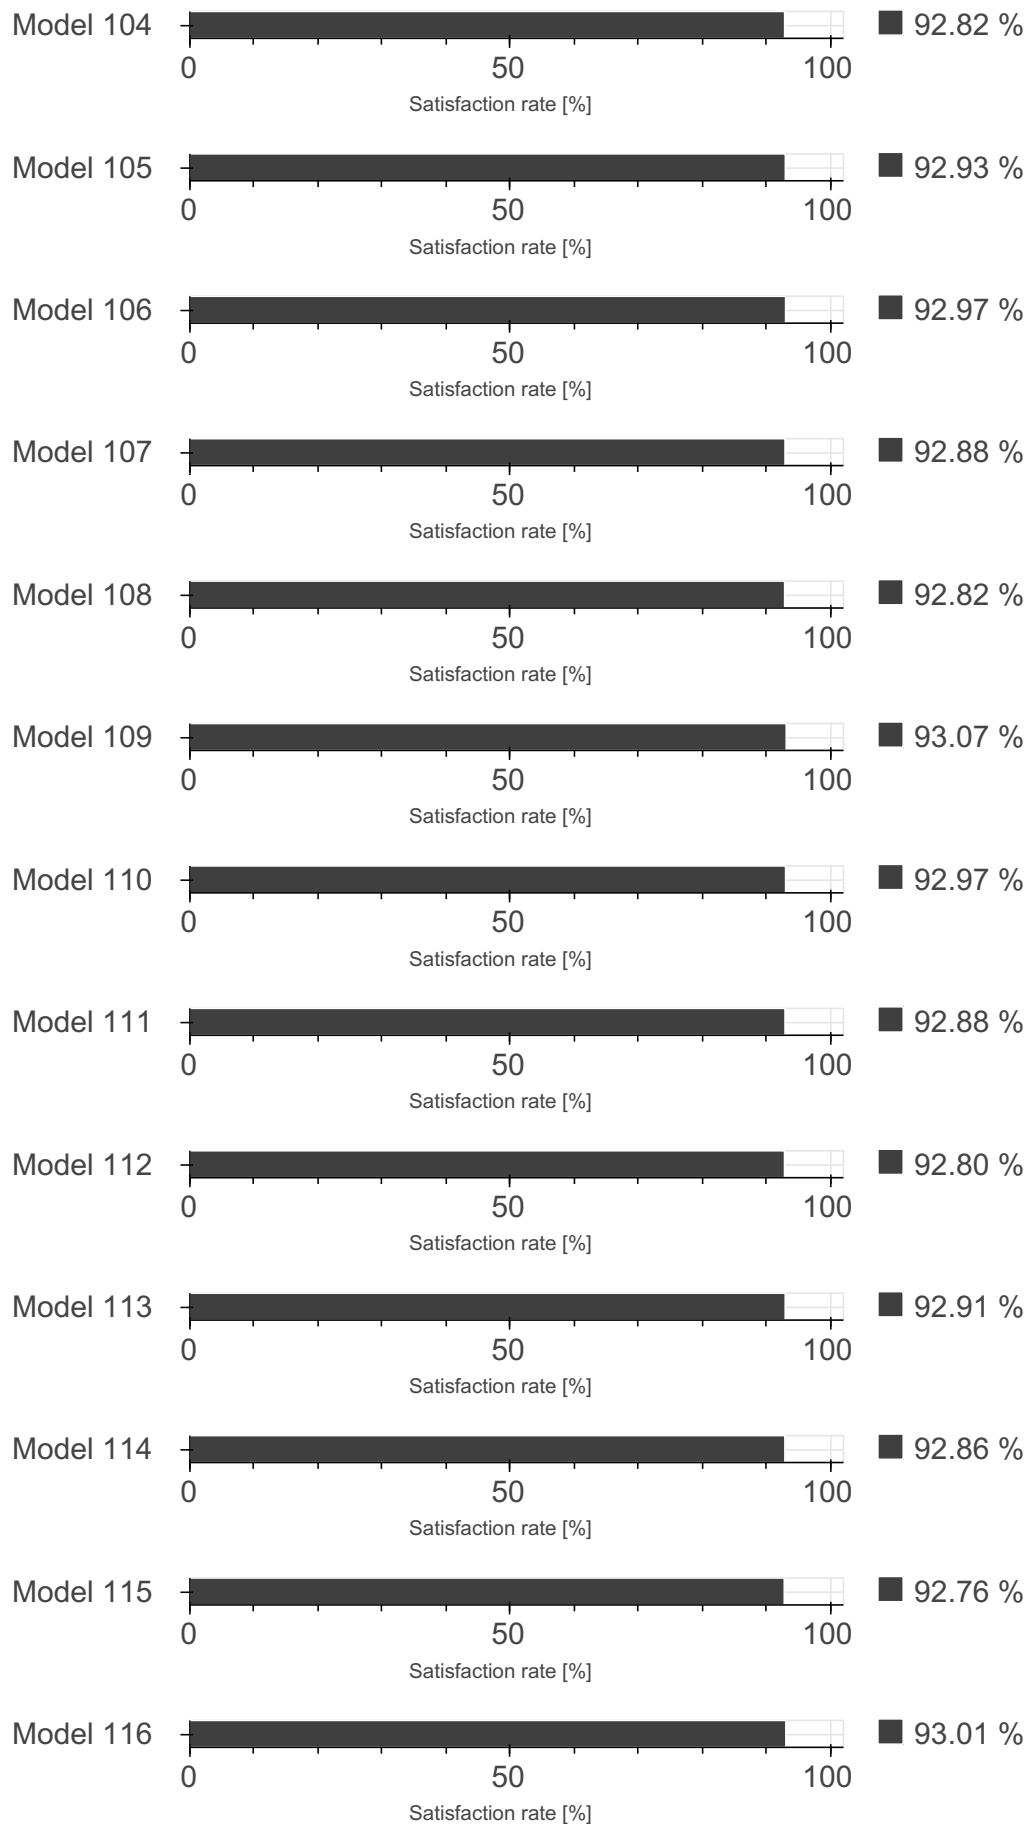 Model 104 92.82 %
0 50 100
Satisfaction rate [%]
Model 105 92.93 %
0 50 100
Satisfaction rate [%]
Model 106 92.97 %
0 50 100
Satisfaction rate [%]
Model 107 92.88 %
0 50 100
Satisfaction rate [%]
Model 108 92.82 %
0 50 100
Satisfaction rate [%]
Model 109 93.07 %
0 50 100
Satisfaction rate [%]
Model 110 92.97 %
0 50 100
Satisfaction rate [%]
Model 111 92.88 %
0 50 100
Satisfaction rate [%]
Model 112 92.80 %
0 50 100
Satisfaction rate [%]
Model 113 92.91 %
0 50 100
Satisfaction rate [%]
Model 114 92.86 %
0 50 100
Satisfaction rate [%]
Model 115 92.76 %
0 50 100
Satisfaction rate [%]
Model 116 93.01 %
0 50 100
Satisfaction rate [%]